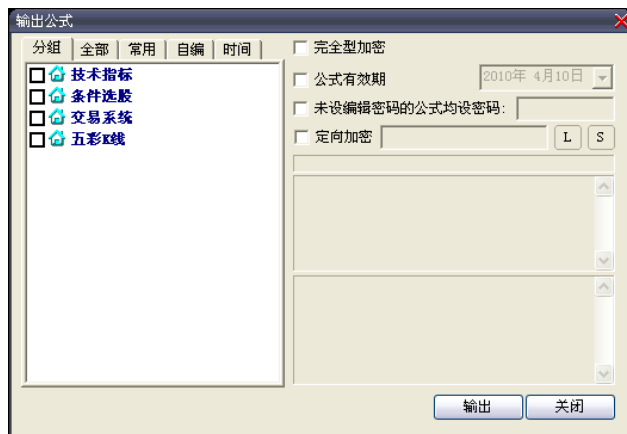 输出公式
分组 全部 常用 自编 时间
技术指标
条件选股
交易系统
五彩K线
完全型加密
公式有效期 2010年 4月10日
未设编辑密码的公式均设密码:
定向加密 L S
输出 关闭